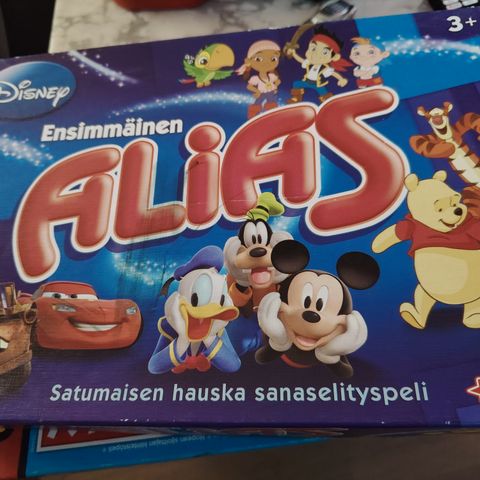 3+
Disney
Ensimmäinen
ALiAS
Satumaisen hauska sanaselityspeli